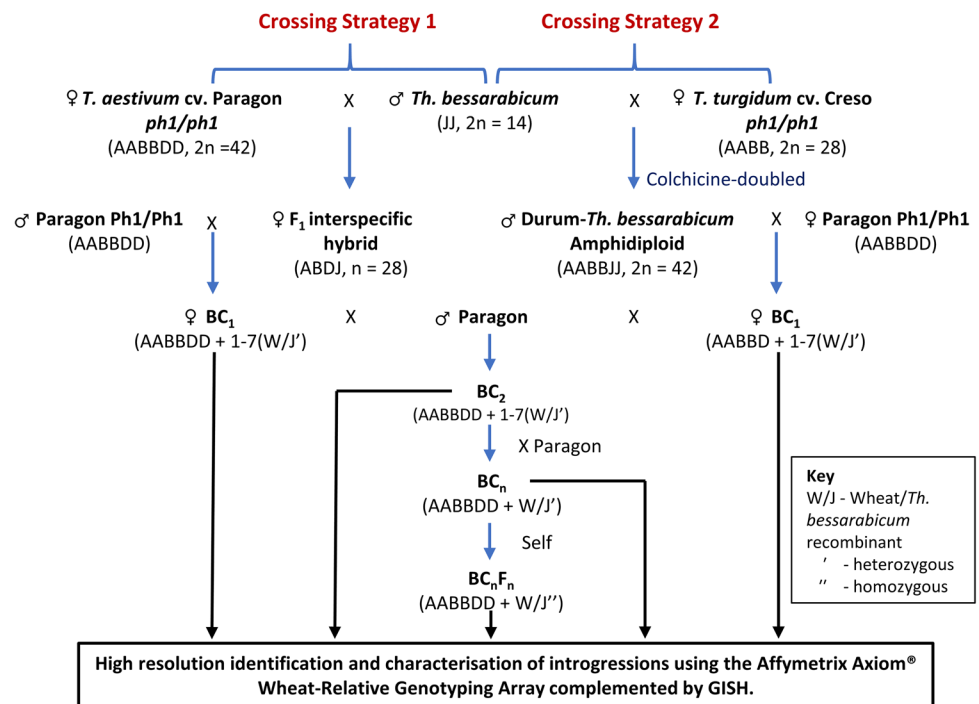 Crossing Strategy 1
Crossing Strategy 2
♀ T. aestivum cv. Paragon
ph1/ph1
(AABBDD, 2n =42)
X
♂ Th. bessarabicum
(JJ, 2n = 14)
X
♀ T. turgidum cv. Creso
ph1/ph1
(AABB, 2n = 28)
Colchicine-doubled
♂ Paragon Ph1/Ph1
(AABBDD)
X
♀ F1 interspecific
hybrid
(ABDJ, n = 28)
♂ Durum-Th. bessarabicum
Amphidiploid
(AABBJJ, 2n = 42)
X
♀ Paragon Ph1/Ph1
(AABBDD)
♀ BC1
(AABBDD + 1-7(W/J’)
X
♂ Paragon
X
♀ BC1
(AABBD + 1-7(W/J’)
BC2
(AABBDD + 1-7(W/J’)
X Paragon
BCn
(AABBDD + W/J’)
Self
BCnFn
(AABBDD + W/J’’)
Key
W/J - Wheat/Th.
bessarabicum
recombinant
’ - heterozygous
’’ - homozygous
High resolution identification and characterisation of introgressions using the Affymetrix Axiom®
Wheat-Relative Genotyping Array complemented by GISH.